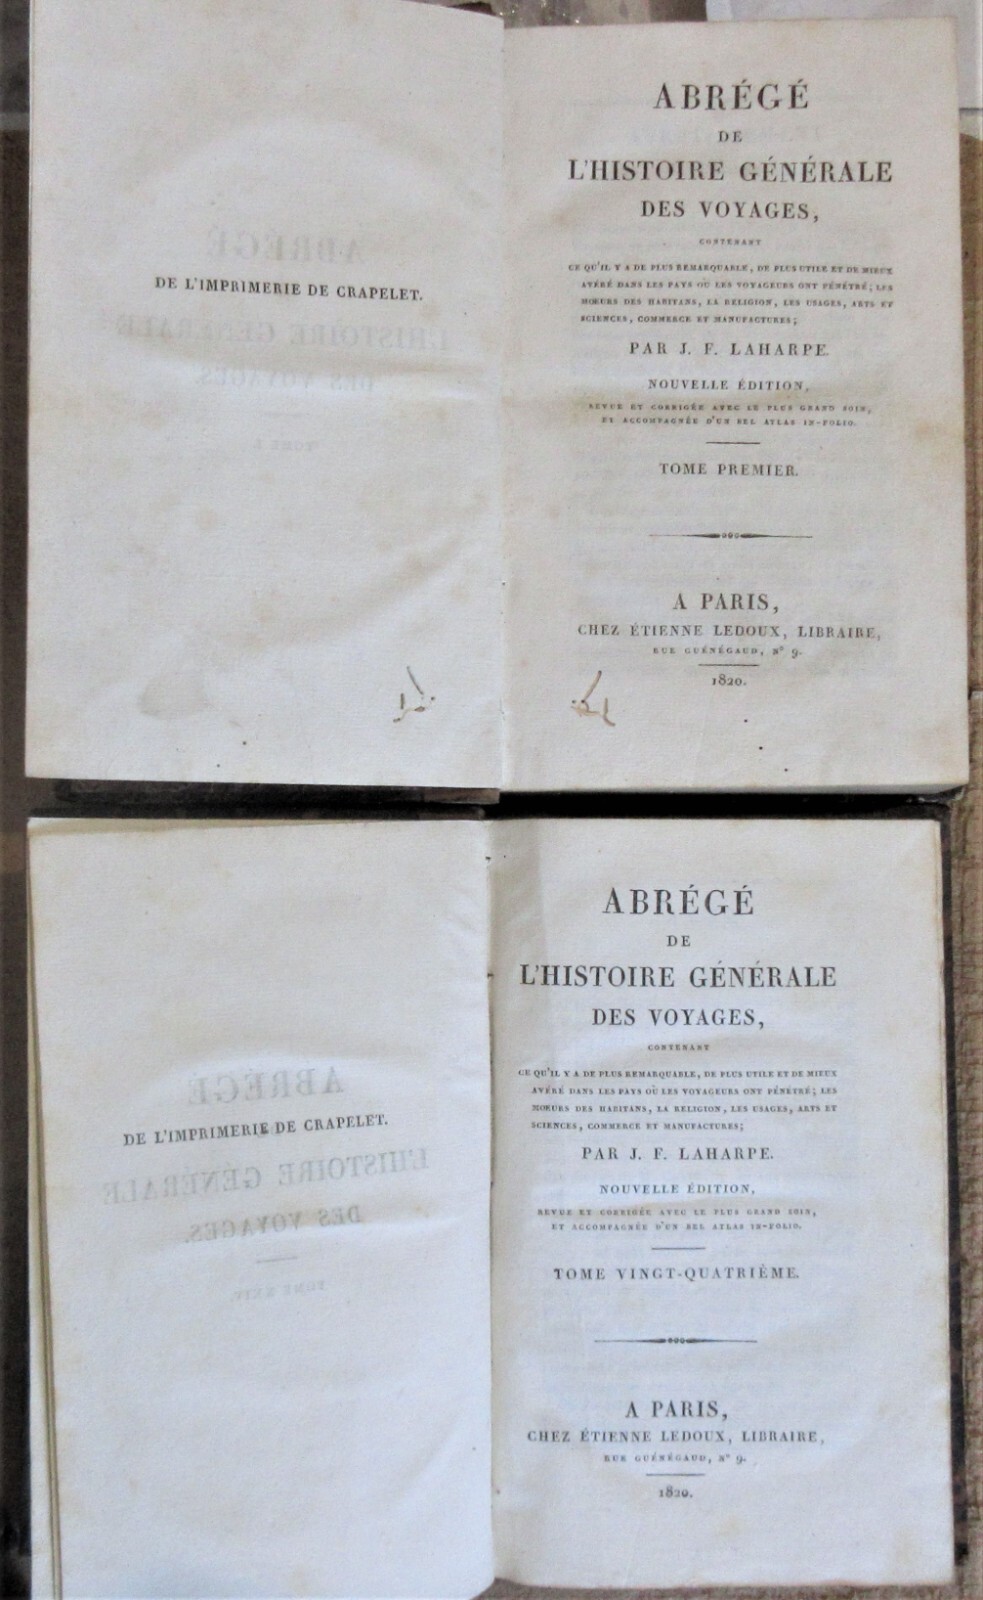 DE L'IMPRIMERIE DE CRAPELET.
ABRÉGÉ
DE
L'HISTOIRE GÉNÉRALE
DES VOYAGES,
CONTENANT
CE QU'IL Y A DE PLUS REMARQUABLE, DE PLUS UTILE ET DE MIEUX
AVÉRÉ DANS LES PAYS OÙ LES VOYAGEURS ONT PÉNÉTRÉ; LES
MŒURS DES HABITANS, LA RELIGION, LES USAGES, ARTS ET
SCIENCES, COMMERCE ET MANUFACTURES;
PAR J. F. LAHARPE.
NOUVELLE ÉDITION,
REVUE ET CORRIGÉE AVEC LE PLUS GRAND SOIN,
ET ACCOMPAGNÉE D'UN BEL ATLAS IN-FOLIO.
TOME PREMIER.
A PARIS,
CHEZ ÉTIENNE LEDOUX, LIBRAIRE,
RUE GUÉNÉGAUD, N° 9.
1820.
DE L'IMPRIMERIE DE CRAPELET.
ABRÉGÉ
DE
L'HISTOIRE GÉNÉRALE
DES VOYAGES,
CONTENANT
CE QU'IL Y A DE PLUS REMARQUABLE, DE PLUS UTILE ET DE MIEUX
AVÉRÉ DANS LES PAYS OÙ LES VOYAGEURS ONT PÉNÉTRÉ; LES
MŒURS DES HABITANS, LA RELIGION, LES USAGES, ARTS ET
SCIENCES, COMMERCE ET MANUFACTURES;
PAR J. F. LAHARPE.
NOUVELLE ÉDITION,
REVUE ET CORRIGÉE AVEC LE PLUS GRAND SOIN,
ET ACCOMPAGNÉE D'UN BEL ATLAS IN-FOLIO.
TOME VINGT-QUATRIÈME.
A PARIS,
CHEZ ÉTIENNE LEDOUX, LIBRAIRE,
RUE GUÉNÉGAUD, N° 9.
1820.